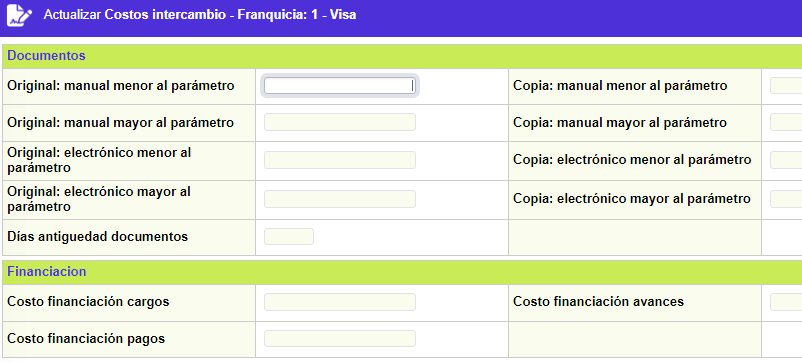 Actualizar Costos intercambio - Franquicia: 1 - Visa
Documentos
Original: manual menor al parámetro
Copia: manual menor al parámetro
Original: manual mayor al parámetro
Copia: manual mayor al parámetro
Original: electrónico menor al
parámetro
Copia: electrónico menor al parámetro
Original: electrónico mayor al
parámetro
Copia: electrónico mayor al parámetro
Días antiguedad documentos
Financiacion
Costo financiación cargos
Costo financiación avances
Costo financiación pagos